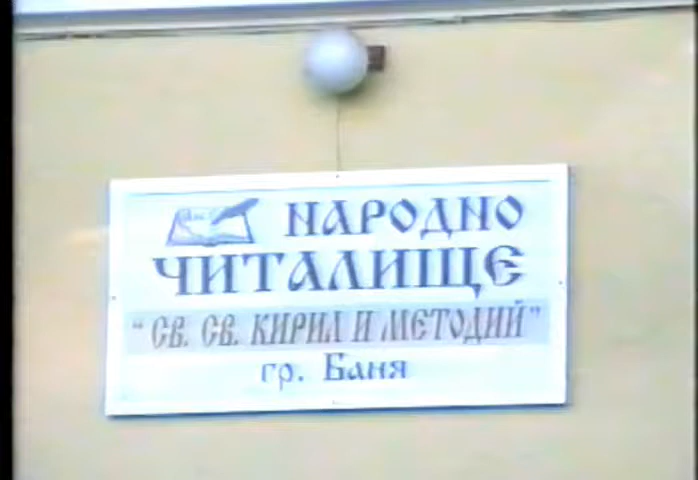 НАРОДНО
ЧИТАЛИЩЕ
"СВ. СВ. КИРИЛ И МЕТОДИЙ"
гр. Баня